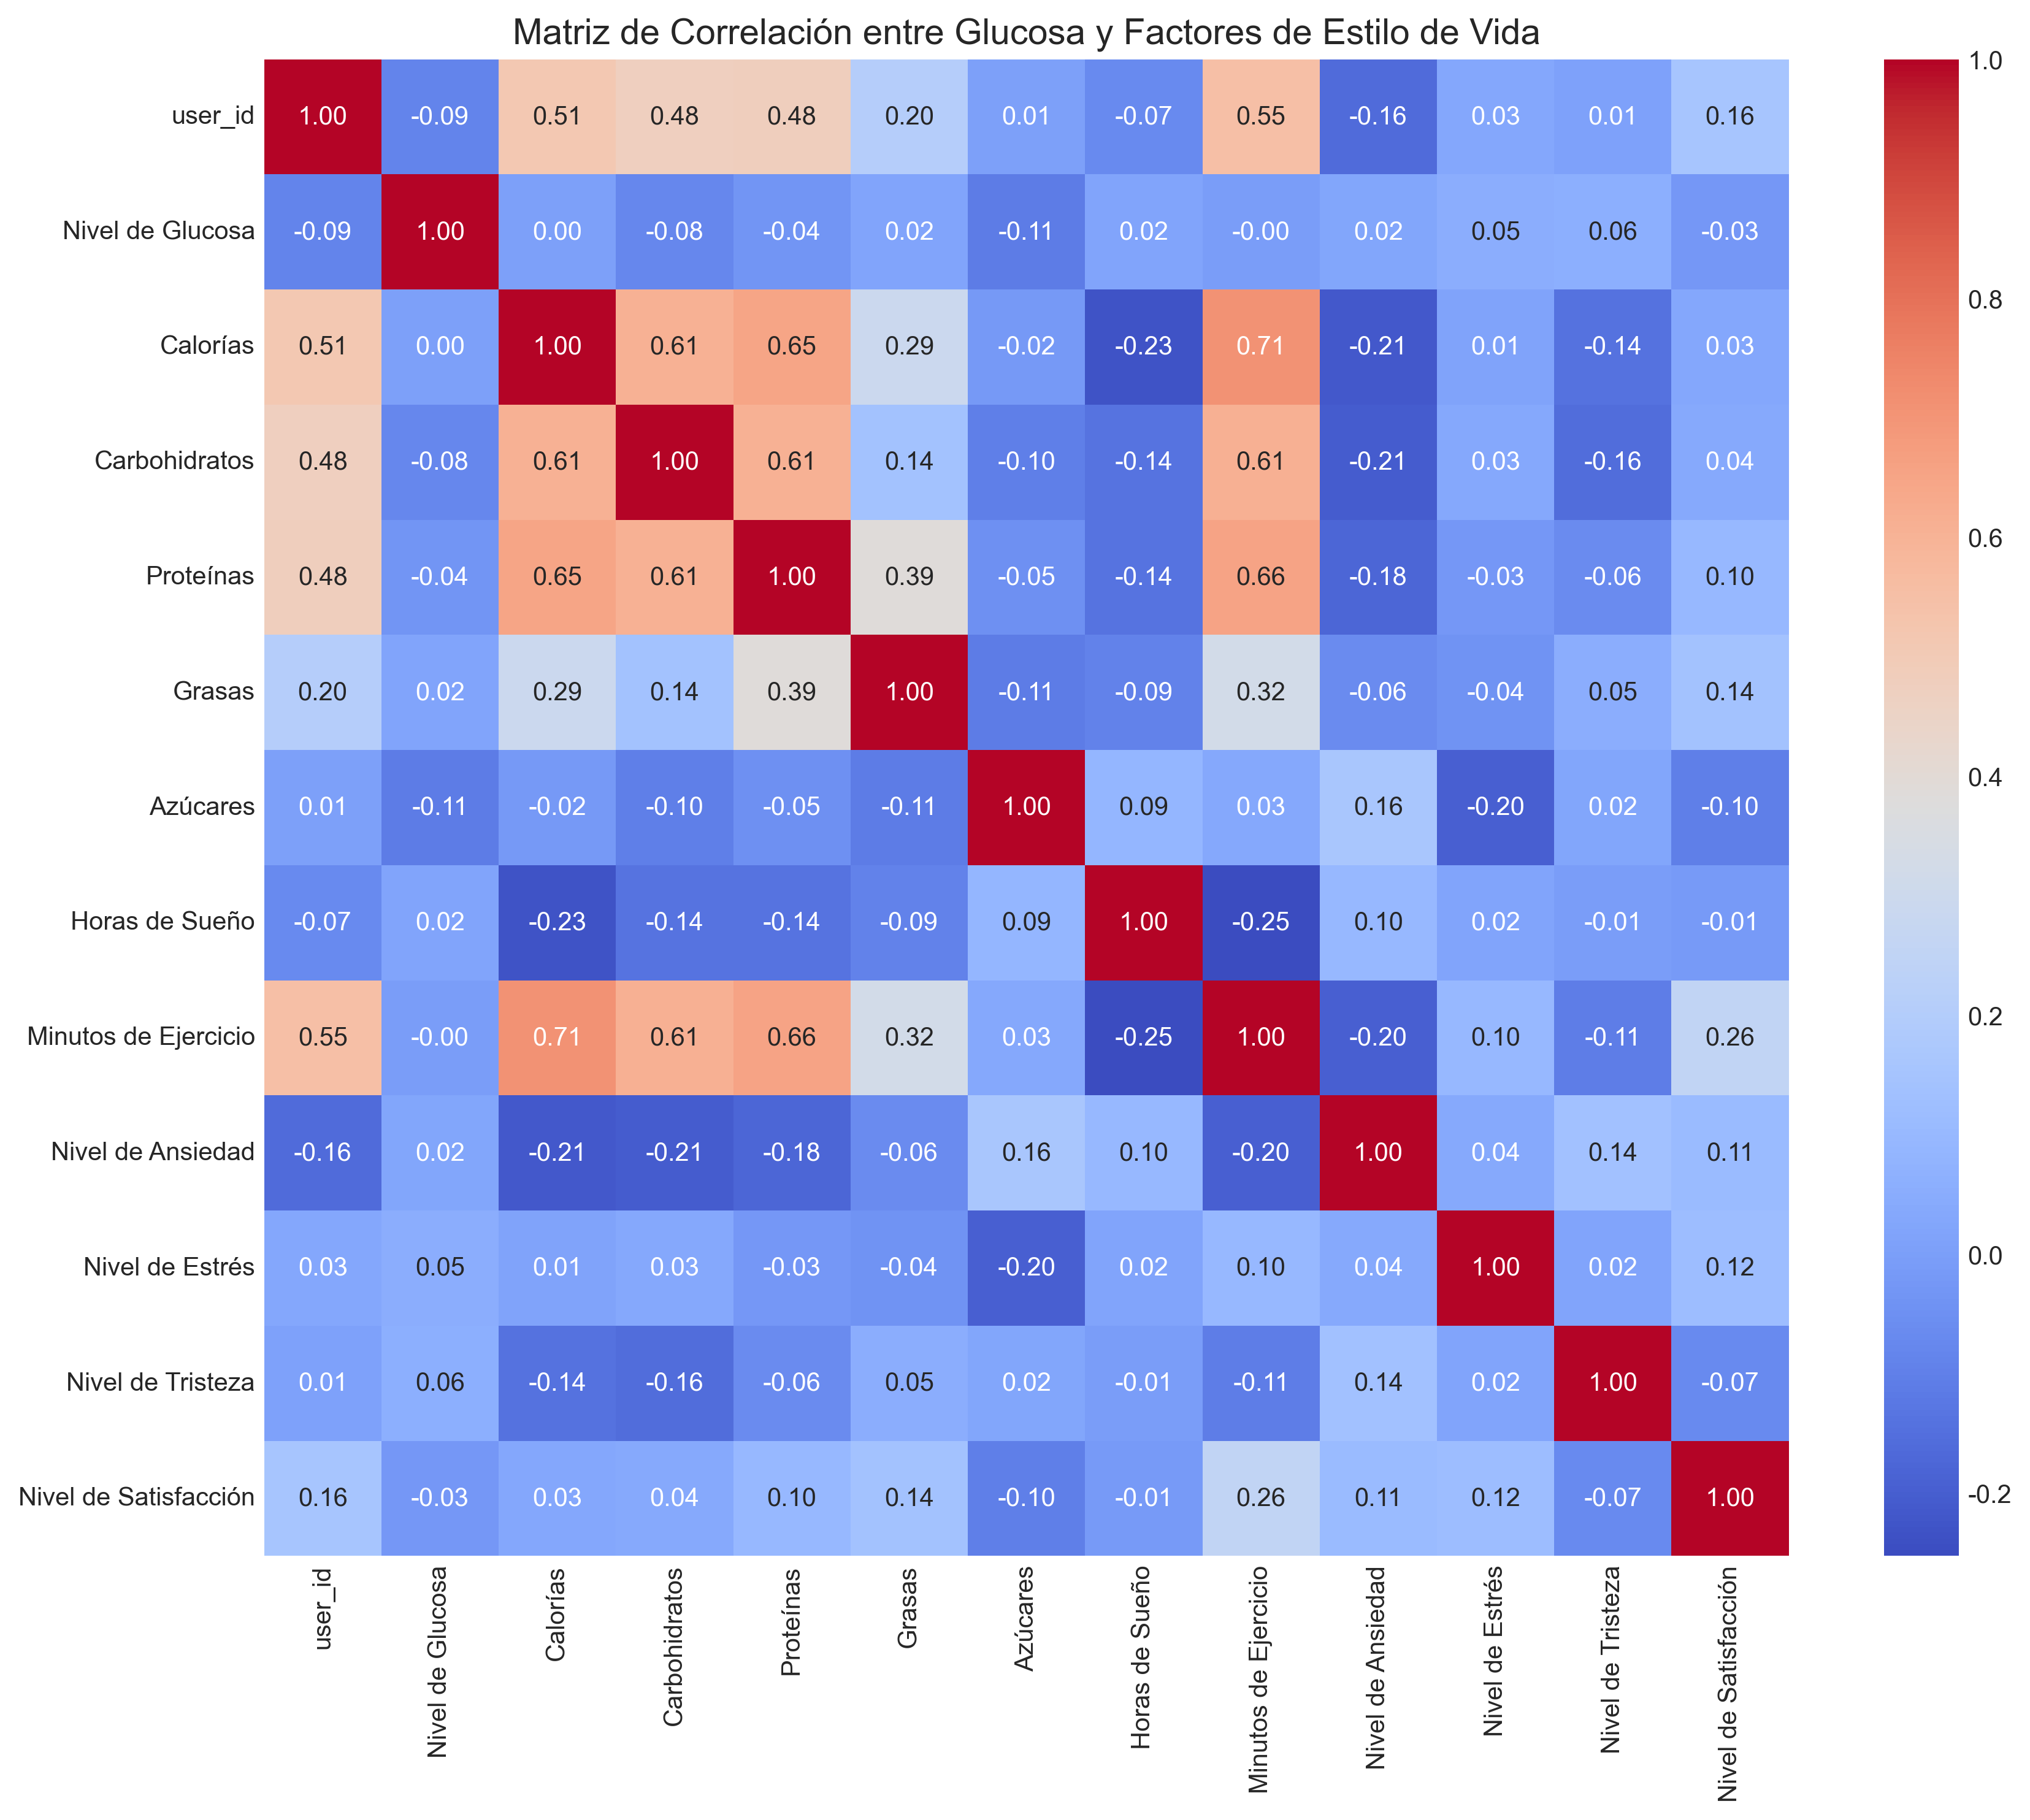 Matriz de Correlación entre Glucosa y Factores de Estilo de Vida
user_id 1.00 -0.09 0.51 0.48 0.48 0.20 0.01 -0.07 0.55 -0.16 0.03 0.01 0.16
Nivel de Glucosa -0.09 1.00 0.00 -0.08 -0.04 0.02 -0.11 0.02 -0.00 0.02 0.05 0.06 -0.03
Calorías 0.51 0.00 1.00 0.61 0.65 0.29 -0.02 -0.23 0.71 -0.21 0.01 -0.14 0.03
Carbohidratos 0.48 -0.08 0.61 1.00 0.61 0.14 -0.10 -0.14 0.61 -0.21 0.03 -0.16 0.04
Proteínas 0.48 -0.04 0.65 0.61 1.00 0.39 -0.05 -0.14 0.66 -0.18 -0.03 -0.06 0.10
Grasas 0.20 0.02 0.29 0.14 0.39 1.00 -0.11 -0.09 0.32 -0.06 -0.04 0.05 0.14
Azúcares 0.01 -0.11 -0.02 -0.10 -0.05 -0.11 1.00 0.09 0.03 0.16 -0.20 0.02 -0.10
Horas de Sueño -0.07 0.02 -0.23 -0.14 -0.14 -0.09 0.09 1.00 -0.25 0.10 0.02 -0.01 -0.01
Minutos de Ejercicio 0.55 -0.00 0.71 0.61 0.66 0.32 0.03 -0.25 1.00 -0.20 0.10 -0.11 0.26
Nivel de Ansiedad -0.16 0.02 -0.21 -0.21 -0.18 -0.06 0.16 0.10 -0.20 1.00 0.04 0.14 0.11
Nivel de Estrés 0.03 0.05 0.01 0.03 -0.03 -0.04 -0.20 0.02 0.10 0.04 1.00 0.02 0.12
Nivel de Tristeza 0.01 0.06 -0.14 -0.16 -0.06 0.05 0.02 -0.01 -0.11 0.14 0.02 1.00 -0.07
Nivel de Satisfacción 0.16 -0.03 0.03 0.04 0.10 0.14 -0.10 -0.01 0.26 0.11 0.12 -0.07 1.00
user_id
Nivel de Glucosa
Calorías
Carbohidratos
Proteínas
Grasas
Azúcares
Horas de Sueño
Minutos de Ejercicio
Nivel de Ansiedad
Nivel de Estrés
Nivel de Tristeza
Nivel de Satisfacción
1.0
0.8
0.6
0.4
0.2
0.0
-0.2